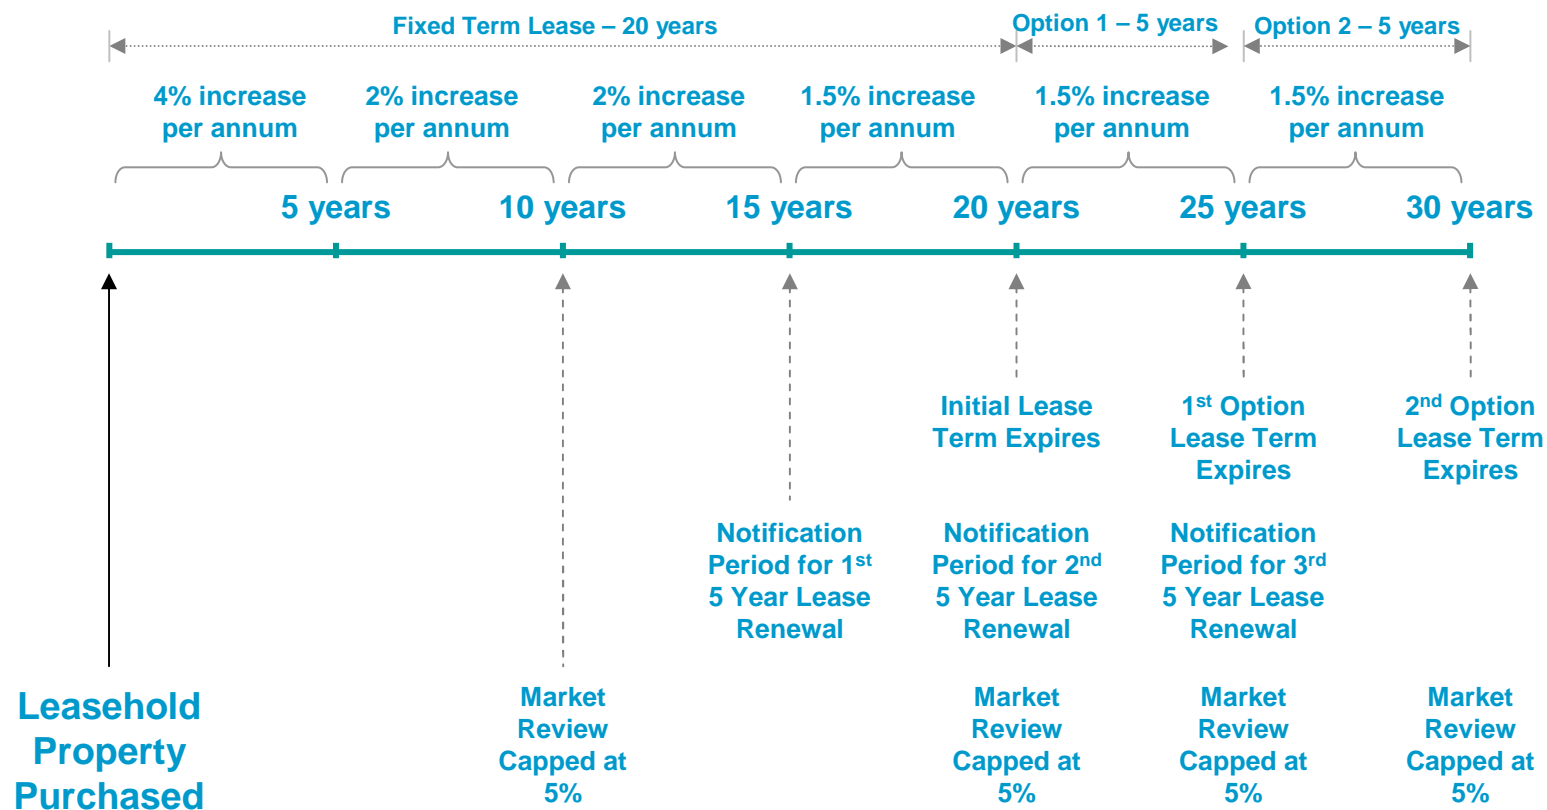 Fixed Term Lease – 20 years
Option 1 – 5 years
Option 2 – 5 years
4% increase
per annum
2% increase
per annum
2% increase
per annum
1.5% increase
per annum
1.5% increase
per annum
1.5% increase
per annum
5 years
10 years
15 years
20 years
25 years
30 years
Initial Lease
Term Expires
1st Option
Lease Term
Expires
2nd Option
Lease Term
Expires
Notification
Period for 1st
5 Year Lease
Renewal
Notification
Period for 2nd
5 Year Lease
Renewal
Notification
Period for 3rd
5 Year Lease
Renewal
Leasehold
Property
Purchased
Market
Review
Capped at
5%
Market
Review
Capped at
5%
Market
Review
Capped at
5%
Market
Review
Capped at
5%